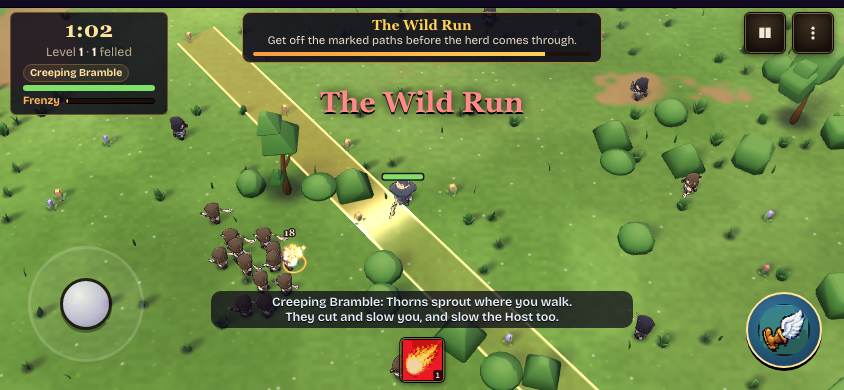 1:02
Level 1 · 1 felled
Creeping Bramble
Frenzy
The Wild Run
Get off the marked paths before the herd comes through.
The Wild Run
18
Creeping Bramble: Thorns sprout where you walk.
They cut and slow you, and slow the Host too.
1